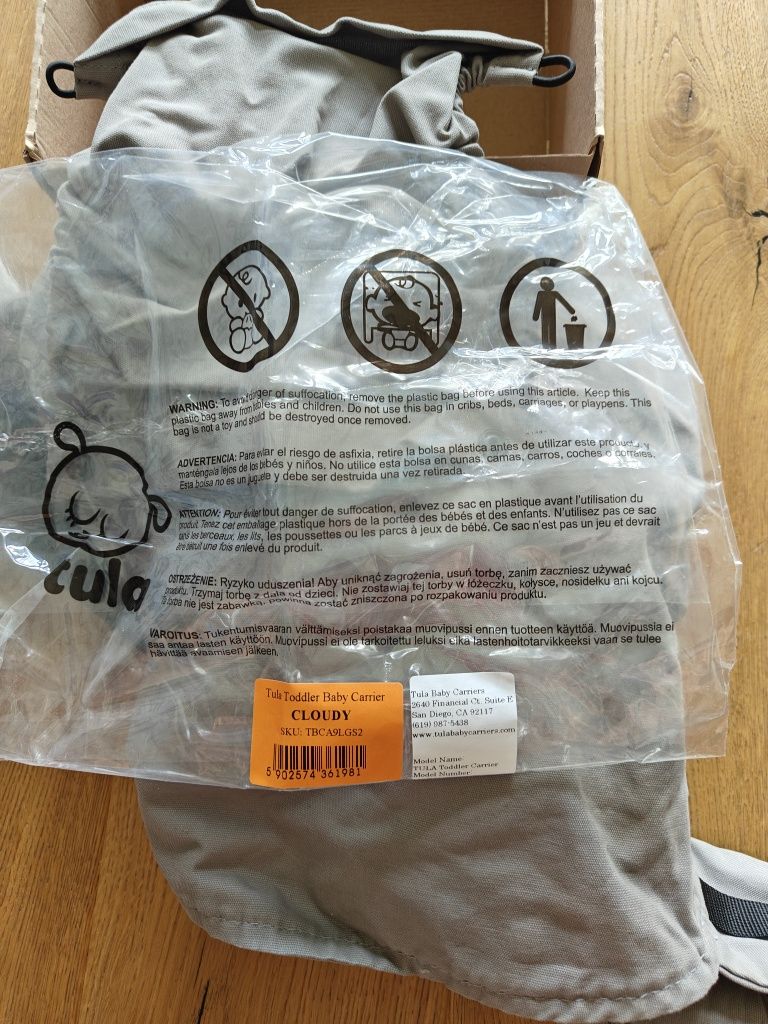 WARNING: To avoid danger of suffocation, remove the plastic bag before using this article. Keep this
plastic bag away from babies and children. Do not use this bag in cribs, beds, carriages, or playpens. This
bag is not a toy and should be destroyed once removed.
ADVERTENCIA: Para evitar el riesgo de asfixia, retire la bolsa plástica antes de utilizar este producto, y
manténgala lejos de los bébés y niños. No utilice esta bolsa en cunas, camas, carros, coches o corrales.
Esta bolsa no es un juguete y debe ser destruida una vez retirada.
ATTENTION: Pour éviter tout danger de suffocation, enlevez ce sac en plastique avant l'utilisation du
produit. Tenez cet embalage plastique hors de la portée des bébés et des enfants. N'utilisez pas ce sac
dans les berceaux, les lits, les poussettes ou les parcs à jeux de bébé. Ce sac n'est pas un jeu et devrait
être détruit une fois enlevé du produit.
tula
OSTRZEŻENIE: Ryzyko uduszenia! Aby uniknąć zagrożenia, usuń torbę, zanim zaczniesz używać
produktu. Trzymaj torbę z dala od dzieci. Nie zostawiaj tej torby w łóżeczku, kołysce, nosidełku ani kojcu.
Ta torba nie jest zabawką, powinna zostać zniszczona po rozpakowaniu produktu.
VAROITUS: Tukehtumisvaaran välttämiseksi poistakaa muovipussi ennen tuotteen käyttöä. Muovipussia ei
saa antaa lasten käyttöön. Muovipussi ei ole tarkoitettu leluksi eikä lastenhoitotarvikkeeksi vaan se tulee
hävittää avaamisen jälkeen.
Tula Toddler Baby Carrier
CLOUDY
SKU: TBCA9LGS2
5 902574 361981
Tula Baby Carriers
2640 Financial Ct. Suite E
San Diego, CA 92117
(619) 987-5438
www.tulababycarriers.com
Model Name:
TULA Toddler Carrier
Model Number: